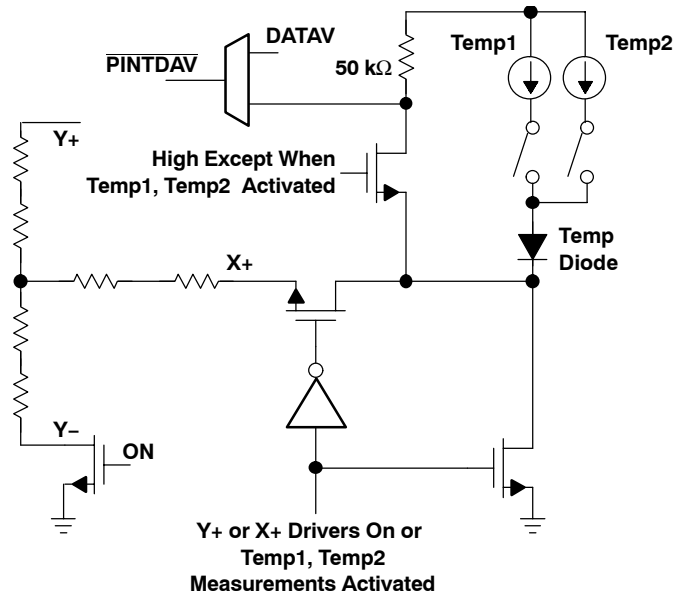 DATAV
PINTDAV
50 kΩ
Temp1
Temp2
Y+
High Except When
Temp1, Temp2 Activated
Temp
Diode
X+
Y−
ON
Y+ or X+ Drivers On or
Temp1, Temp2
Measurements Activated